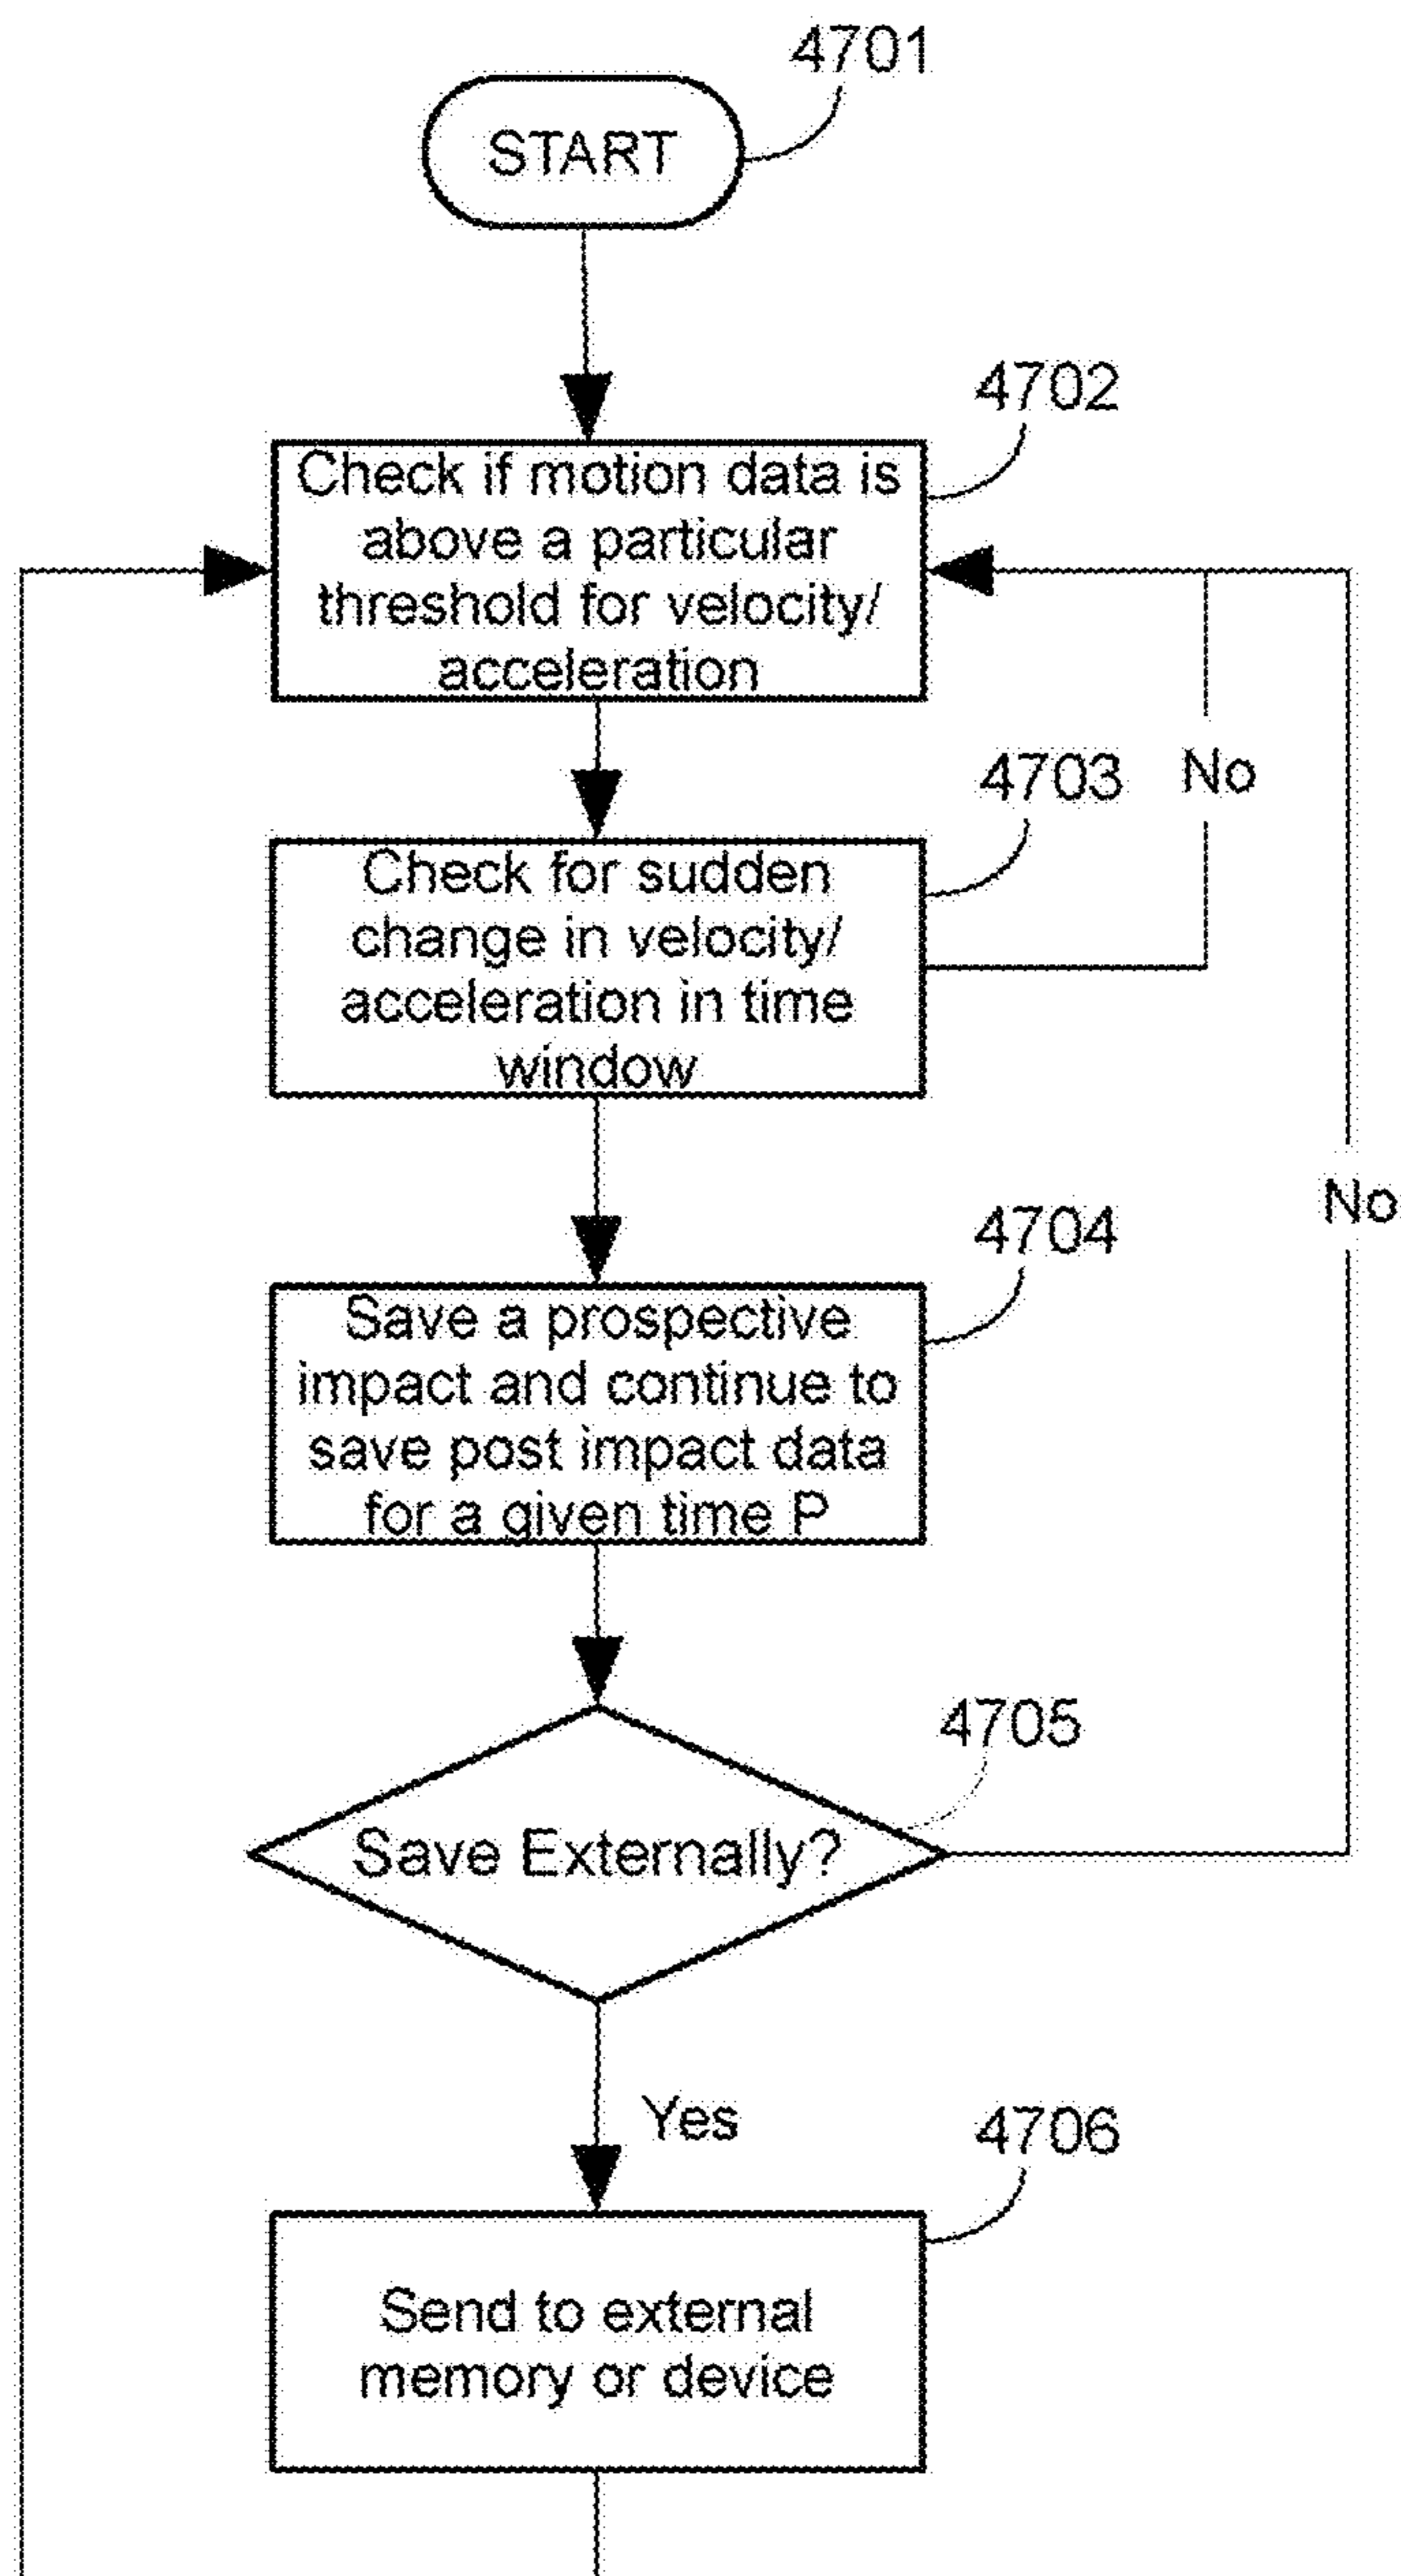 4701
START
4702
Check if motion data is
above a particular
threshold for velocity/
acceleration
4703
No
Check for sudden
change in velocity/
acceleration in time
window
4704
No
Save a prospective
impact and continue to
save post impact data
for a given time P
4705
Save Externally?
Yes
4706
Send to external
memory or device